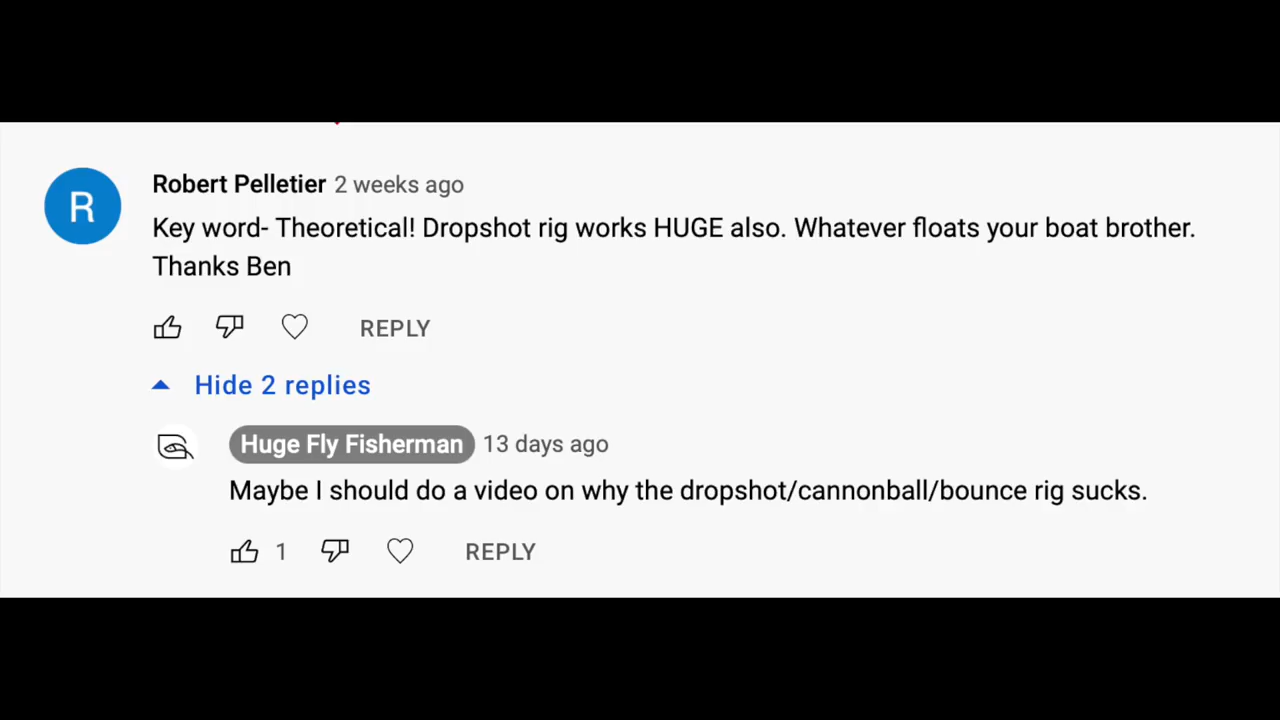 R
Robert Pelletier 2 weeks ago
Key word- Theoretical! Dropshot rig works HUGE also. Whatever floats your boat brother.
Thanks Ben
REPLY
Hide 2 replies
Huge Fly Fisherman 13 days ago
Maybe I should do a video on why the dropshot/cannonball/bounce rig sucks.
1 REPLY